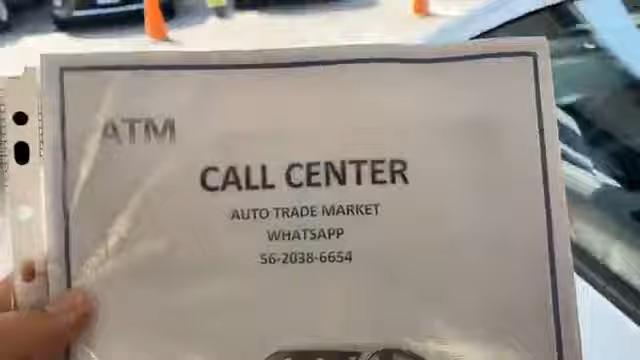 ATM
CALL CENTER
AUTO TRADE MARKET
WHATSAPP
56-2038-6654